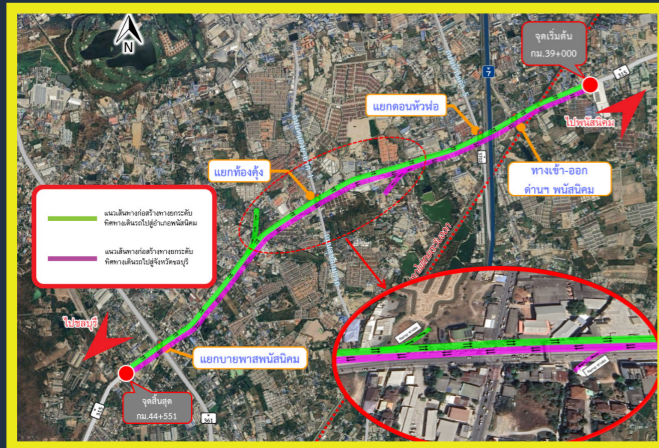 N
จุดเริ่มต้น
กม.39+000
7
315
ไปพนัสนิคม
แยกดอนหัวฬ่อ
ทางเข้า-ออก
ด่านฯ พนัสนิคม
แยกท้องคุ้ง
แนวเส้นทางก่อสร้างทางยกระดับ
ทิศทางเดินรถไปสู่อำเภอพนัสนิคม
แนวเส้นทางก่อสร้างทางยกระดับ
ทิศทางเดินรถไปสู่จังหวัดชลบุรี
ไปชลบุรี
แยกบายพาสพนัสนิคม
จุดสิ้นสุด
กม.44+551
315
361